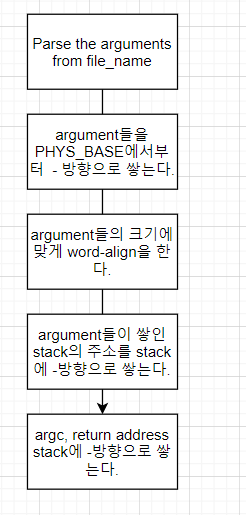 Parse the arguments
from file_name
argument들을
PHYS_BASE에서부
터 - 방향으로 쌓는다.
argument들의 크기에
맞게 word-align을 한
다.
argument들이 쌓인
stack의 주소를 stack
에 -방향으로 쌓는다.
argc, return address
stack에 -방향으로 쌓
는다.